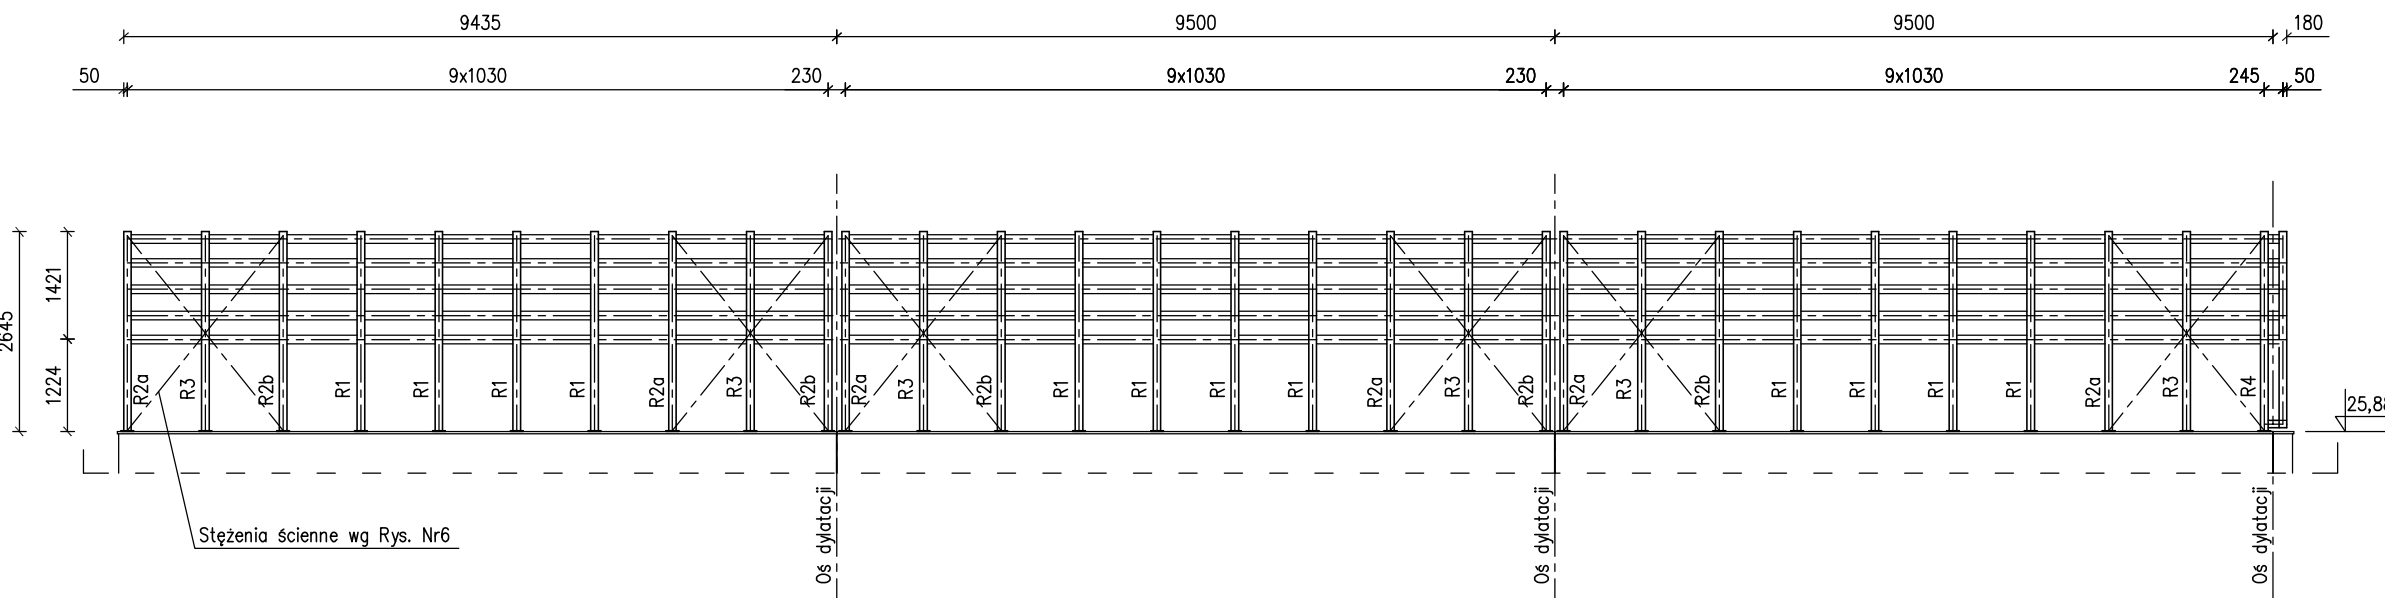 9435 9500 9500 180
50 9x1030 230 9x1030 230 9x1030 245 50
2645 1421 1224
R2a R3 R2b R1 R1 R1 R1 R2a R3 R2b R2a R3 R2b R1 R1 R1 R1 R2a R3 R2b R2a R3 R2b R1 R1 R1 R1 R2a R3 R4
25,88
Stężenia ścienne wg Rys. Nr6
Oś dylatacji
Oś dylatacji
Oś dylatacji